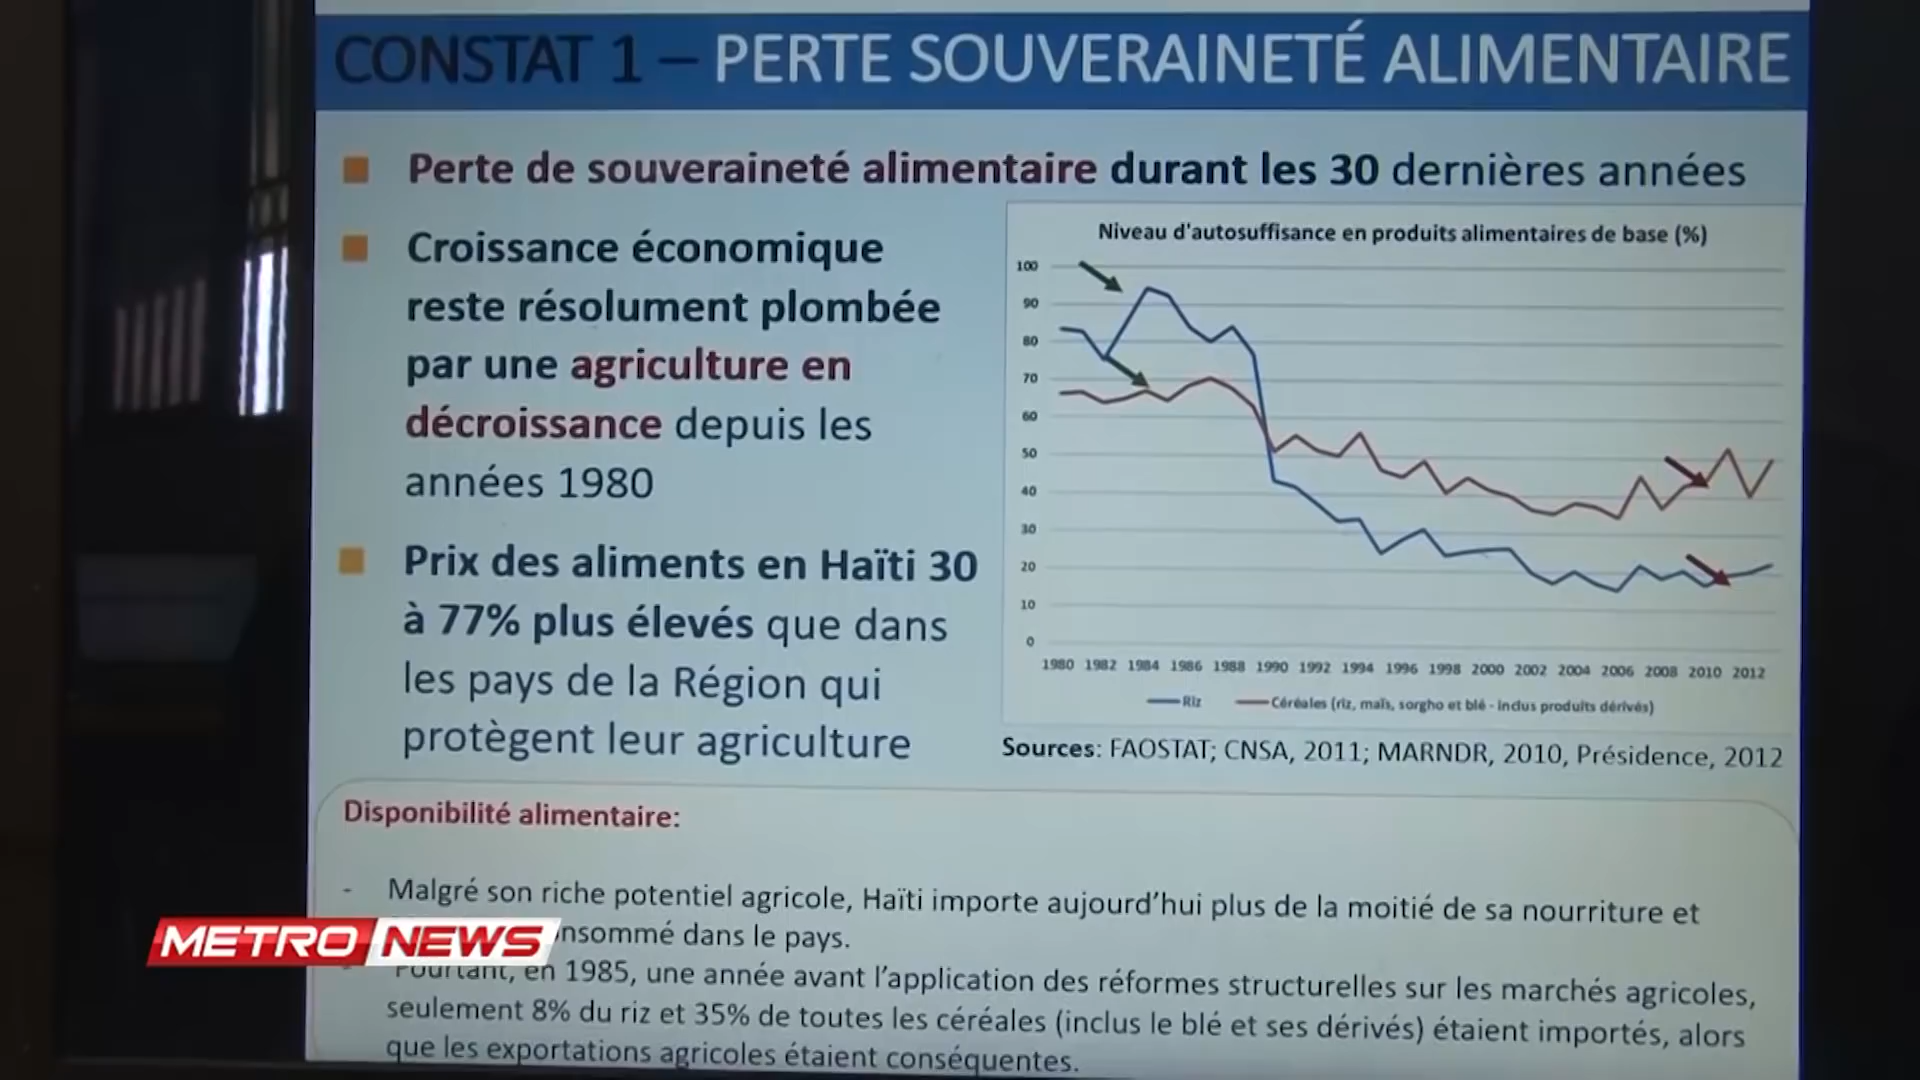 CONSTAT 1 – PERTE SOUVERAINETÉ ALIMENTAIRE
Perte de souveraineté alimentaire durant les 30 dernières années
Croissance économique
reste résolument plombée
par une agriculture en
décroissance depuis les
années 1980
Prix des aliments en Haïti 30
à 77% plus élevés que dans
les pays de la Région qui
protègent leur agriculture
Niveau d'autosuffisance en produits alimentaires de base (%)
100
90
80
70
60
50
40
30
20
10
0
1980 1982 1984 1986 1988 1990 1992 1994 1996 1998 2000 2002 2004 2006 2008 2010 2012
Riz Céréales (riz, maïs, sorgho et blé - inclus produits dérivés)
Sources: FAOSTAT; CNSA, 2011; MARNDR, 2010, Présidence, 2012
Disponibilité alimentaire:
- Malgré son riche potentiel agricole, Haïti importe aujourd'hui plus de la moitié de sa nourriture et
nsommé dans le pays.
METRO NEWS
- Pourtant, en 1985, une année avant l'application des réformes structurelles sur les marchés agricoles,
seulement 8% du riz et 35% de toutes les céréales (inclus le blé et ses dérivés) étaient importés, alors
que les exportations agricoles étaient conséquentes.